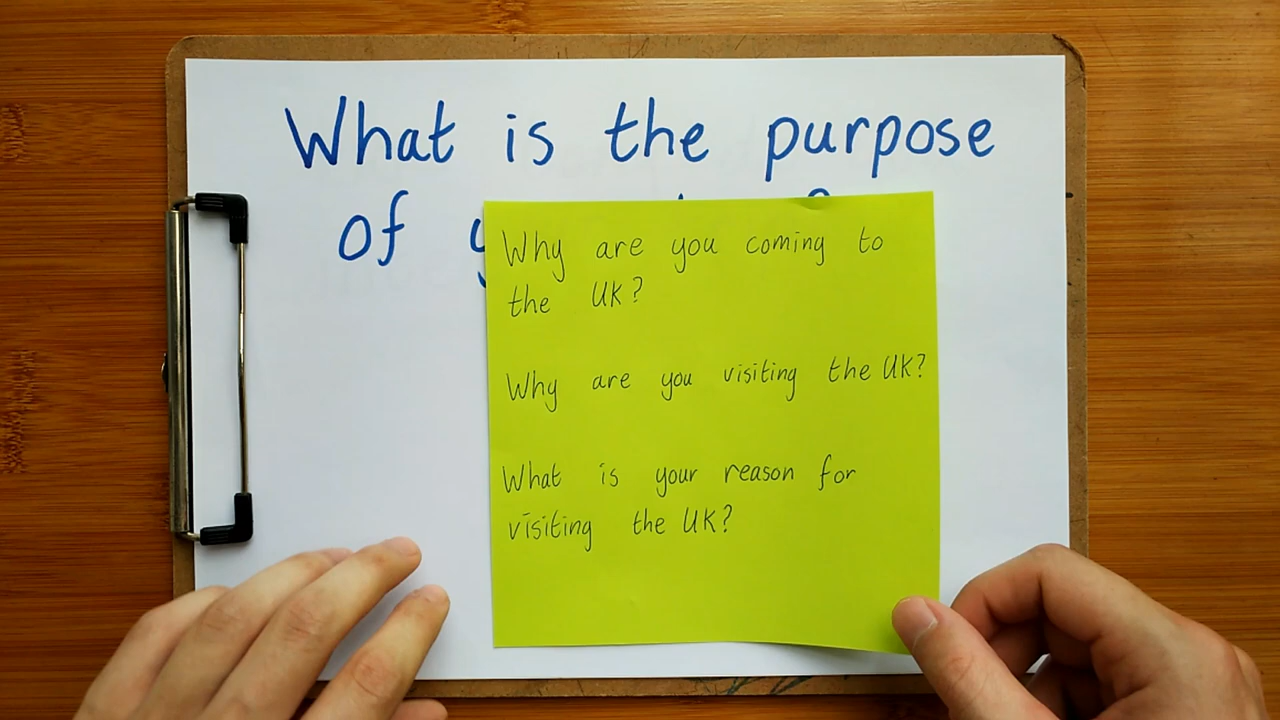 What is the purpose
of
Why are you coming to
the UK?
Why are you visiting the UK?
What is your reason for
visiting the UK?